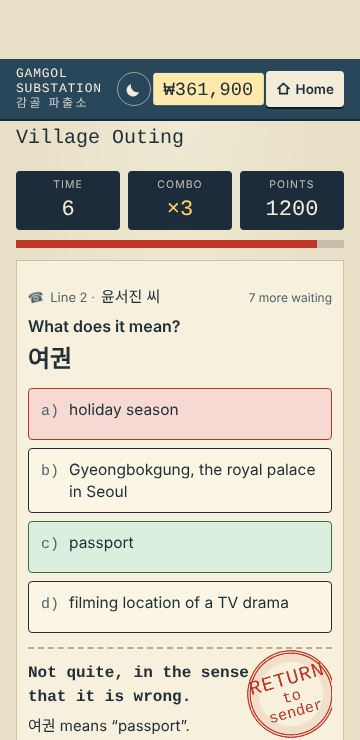 GAMGOL
SUBSTATION
감골 파출소
₩361,900
Home
Village Outing
TIME
6
COMBO
×3
POINTS
1200
☎ Line 2 · 윤서진 씨
7 more waiting
What does it mean?
여권
a) holiday season
b) Gyeongbokgung, the royal palace
in Seoul
c) passport
d) filming location of a TV drama
Not quite, in the sense
that it is wrong.
RETURN
to
sender
여권 means “passport”.